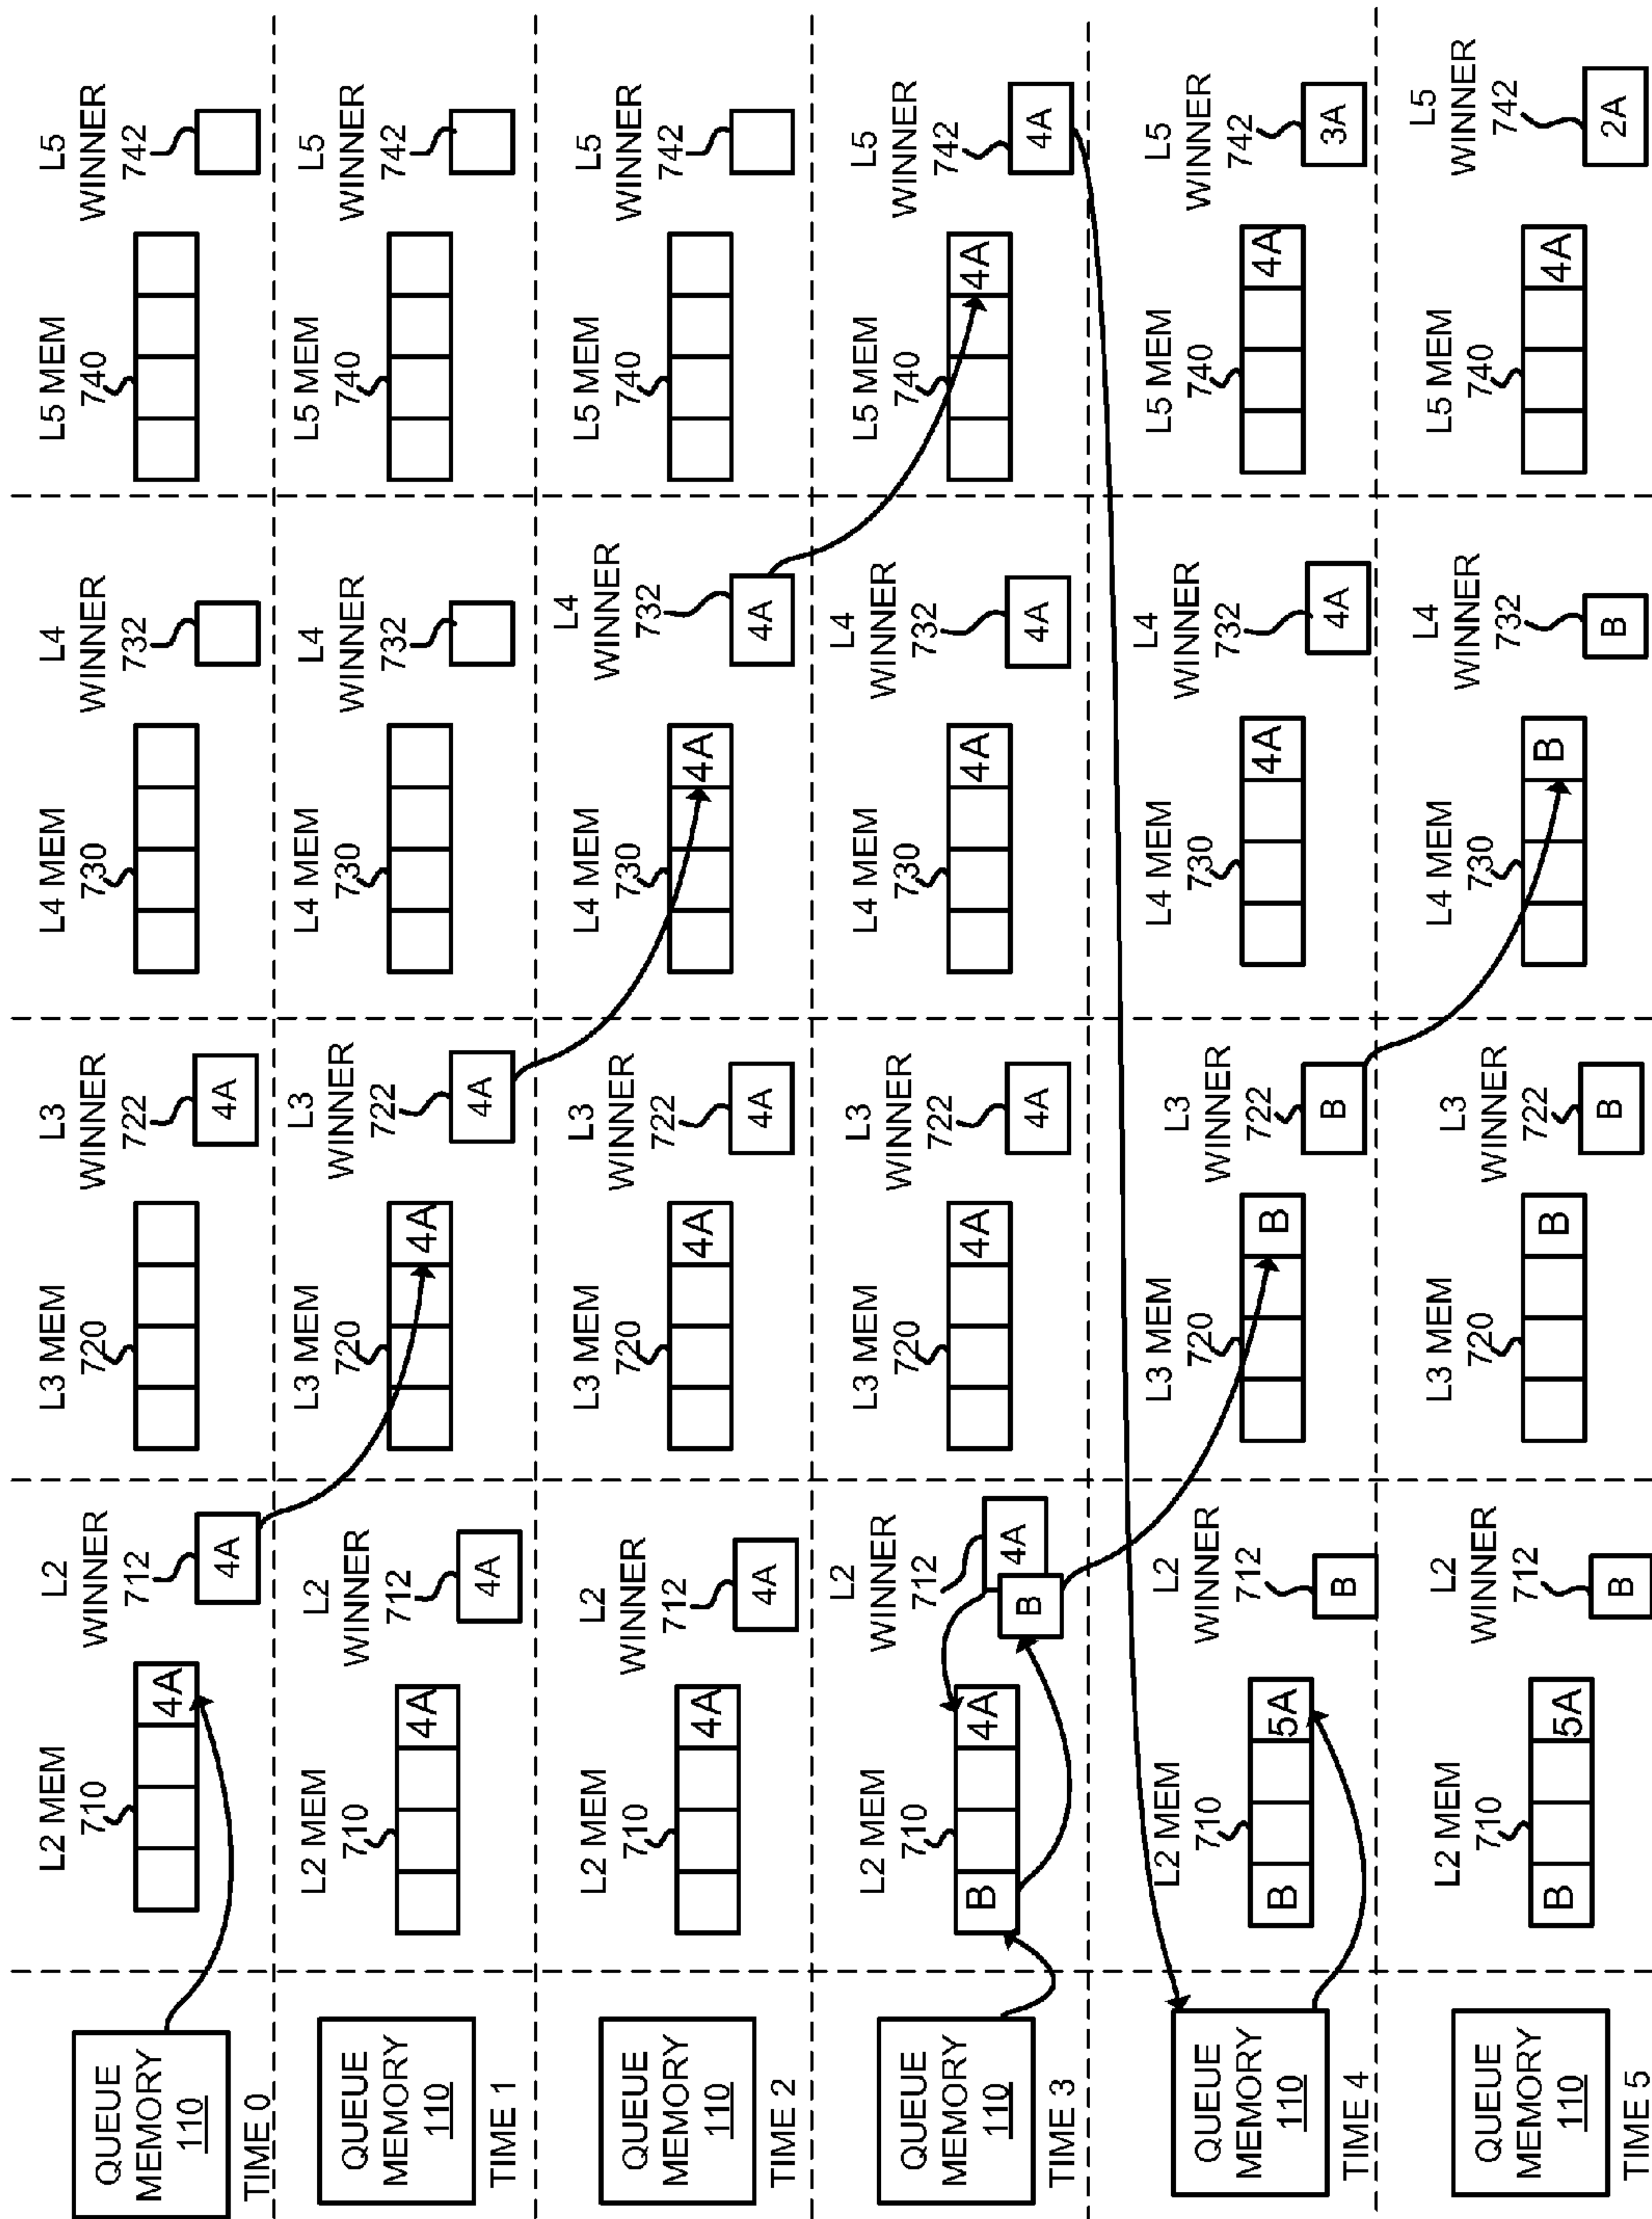 QUEUE
MEMORY
110
TIME 0
L2 MEM
710
4A
L2
WINNER
712
4A
L3 MEM
720
L3
WINNER
722
4A
L4 MEM
730
L4
WINNER
732
L5 MEM
740
L5
WINNER
742
QUEUE
MEMORY
110
TIME 1
L2 MEM
710
4A
L2
WINNER
712
4A
L3 MEM
720
4A
L3
WINNER
722
4A
L4 MEM
730
L4
WINNER
732
L5 MEM
740
L5
WINNER
742
QUEUE
MEMORY
110
TIME 2
L2 MEM
710
4A
L2
WINNER
712
4A
L3 MEM
720
4A
L3
WINNER
722
4A
L4 MEM
730
4A
L4
WINNER
732
4A
L5 MEM
740
L5
WINNER
742
QUEUE
MEMORY
110
TIME 3
L2 MEM
710
B 4A
L2
WINNER
712
4A
B
L3 MEM
720
4A
L3
WINNER
722
4A
L4 MEM
730
4A
L4
WINNER
732
4A
L5 MEM
740
4A
L5
WINNER
742
4A
QUEUE
MEMORY
110
TIME 4
L2 MEM
710
B 5A
L2
WINNER
712
B
L3 MEM
720
B
L3
WINNER
722
B
L4 MEM
730
4A
L4
WINNER
732
4A
L5 MEM
740
4A
L5
WINNER
742
3A
QUEUE
MEMORY
110
TIME 5
L2 MEM
710
B 5A
L2
WINNER
712
B
L3 MEM
720
B
L3
WINNER
722
B
L4 MEM
730
B
L4
WINNER
732
B
L5 MEM
740
4A
L5
WINNER
742
2A